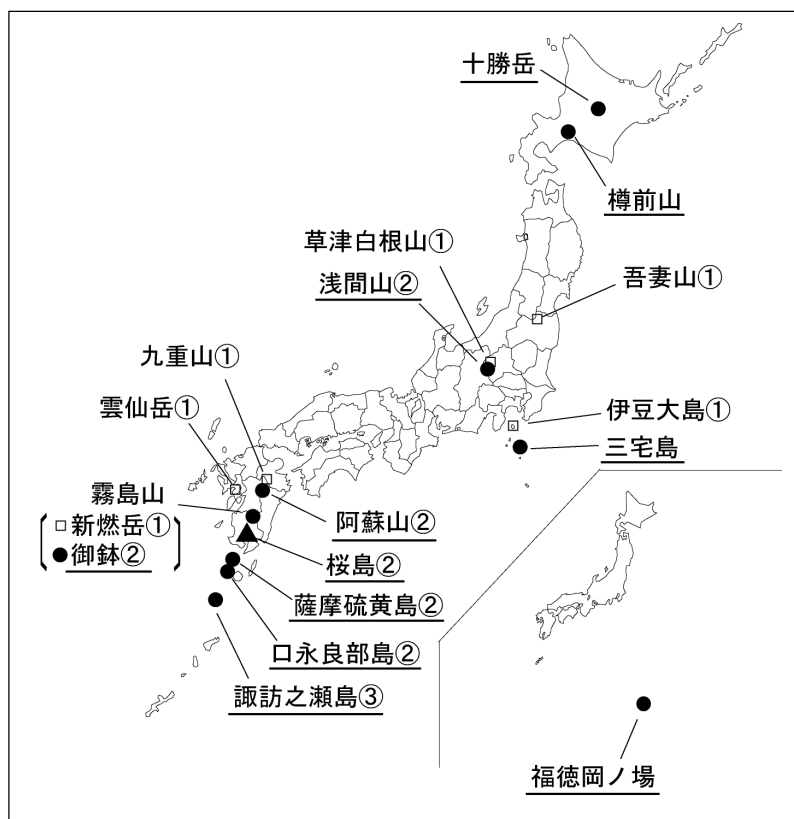 十勝岳
樽前山
草津白根山①
浅間山②
吾妻山①
九重山①
雲仙岳①
伊豆大島①
三宅島
霧島山
□新燃岳①
●御鉢②
阿蘇山②
桜島②
薩摩硫黄島②
口永良部島②
諏訪之瀬島③
福徳岡ノ場